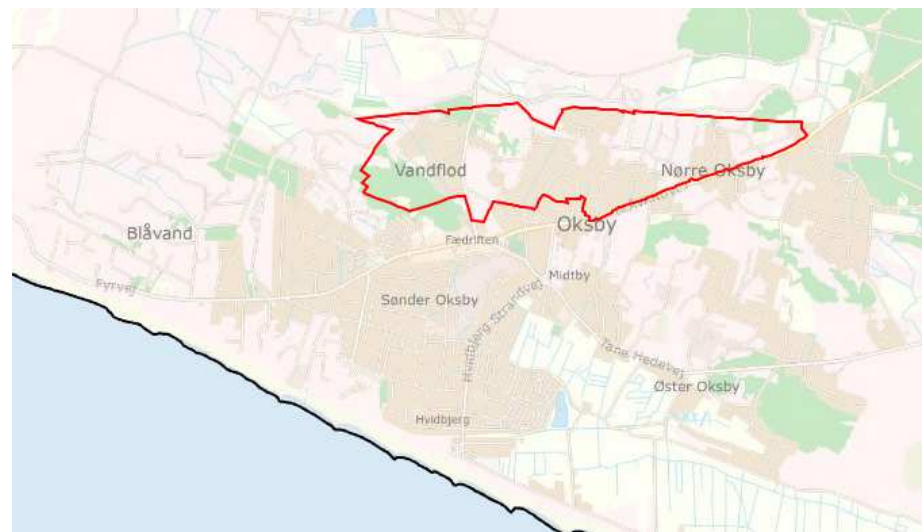 Vandflod
Nørre Oksby
Blåvand
Oksby
Fædriften
Midtby
Fyrvej
Sønder Oksby
Hvidbjerg Strandvej
Tane Hedevej
Øster Oksby
Hvidbjerg